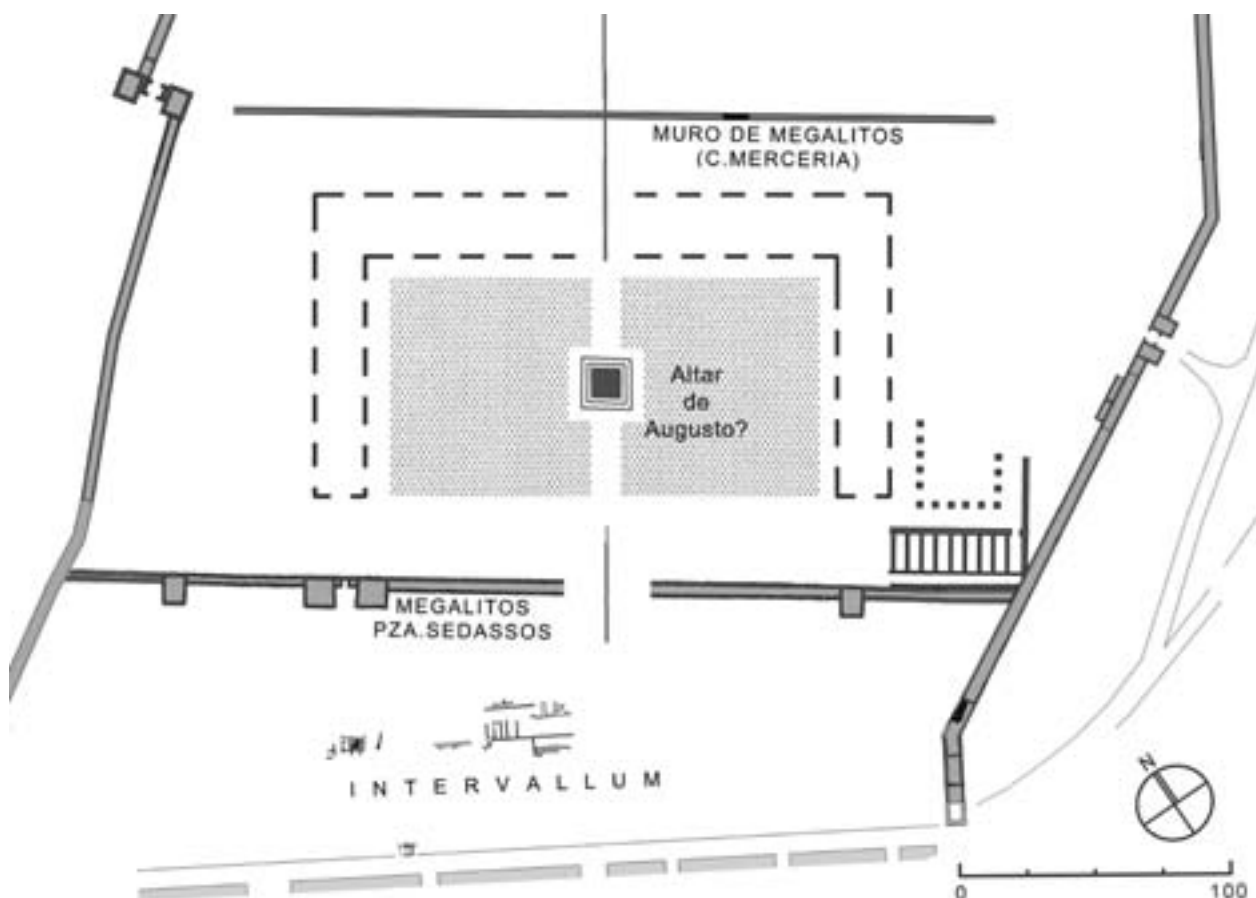 MURO DE MEGALITOS
(C.MERCERIA)
Altar
de
Augusto?
MEGALITOS
PZA.SEDASSOS
INTERVALLUM
N
0 100